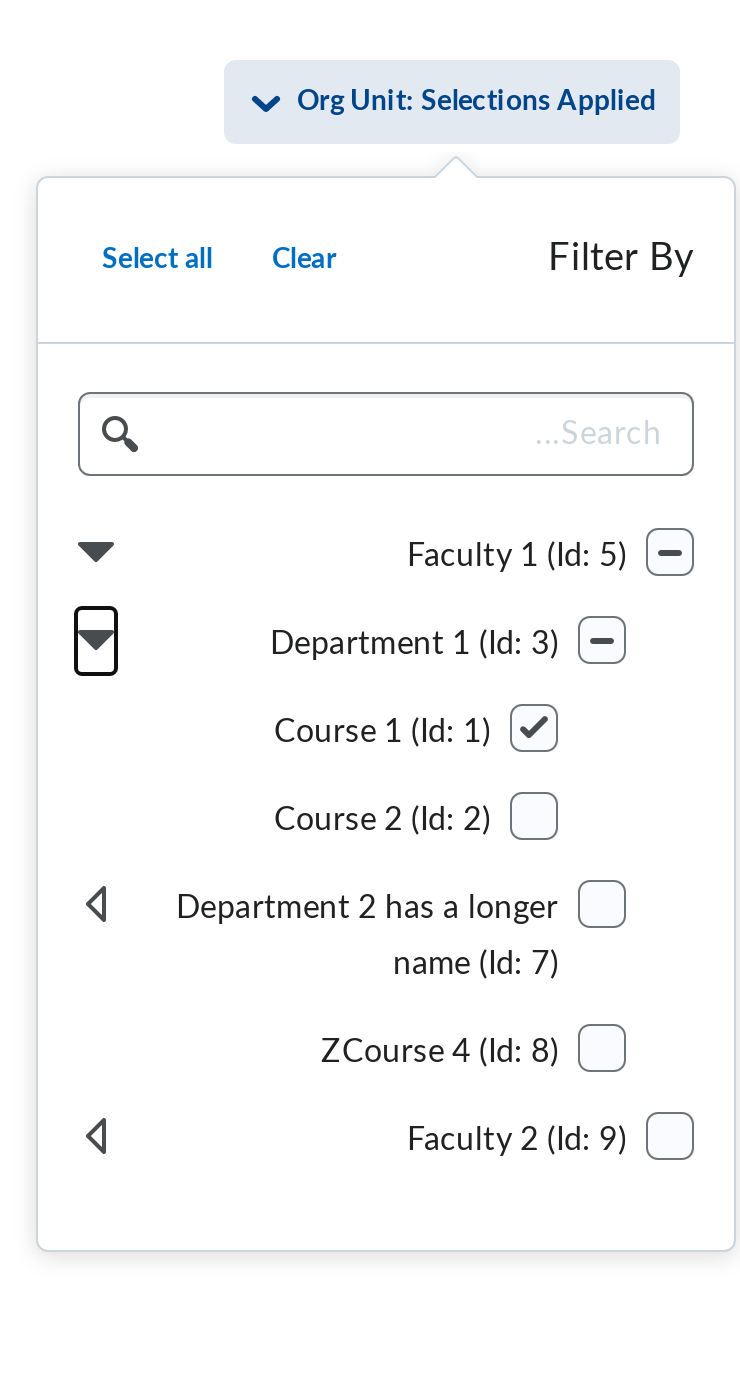 Org Unit: Selections Applied
Filter By
Clear
Select all
...Search
Faculty 1 (Id: 5)
Department 1 (Id: 3)
Course 1 (Id: 1)
Course 2 (Id: 2)
Department 2 has a longer
name (Id: 7)
ZCourse 4 (Id: 8)
Faculty 2 (Id: 9)